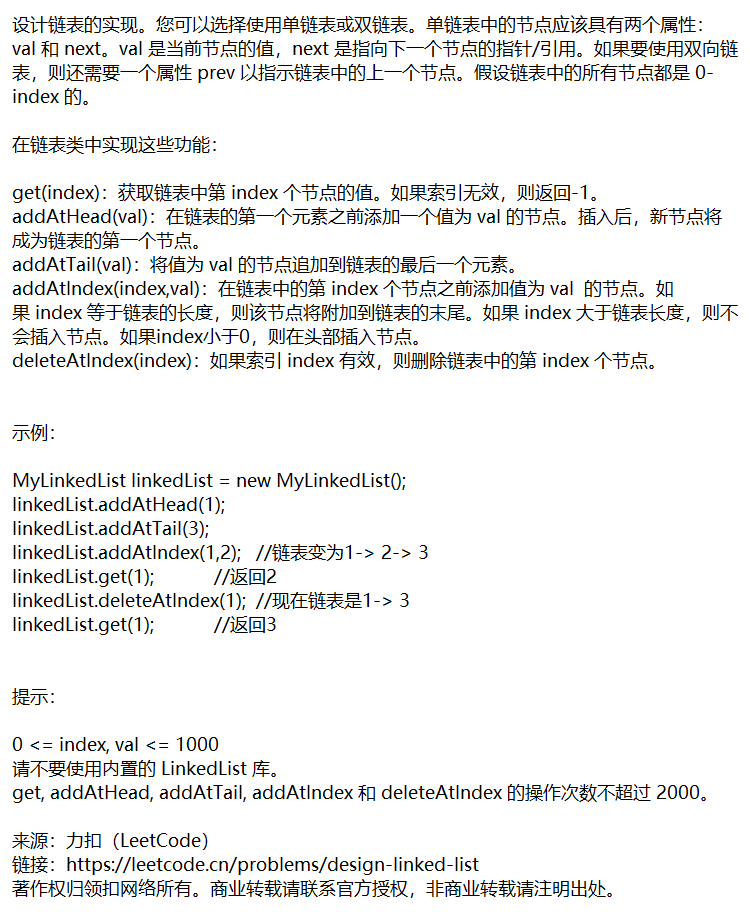 设计链表的实现。您可以选择使用单链表或双链表。单链表中的节点应该具有两个属性：
val 和 next。val 是当前节点的值，next 是指向下一个节点的指针/引用。如果要使用双向链
表，则还需要一个属性 prev 以指示链表中的上一个节点。假设链表中的所有节点都是 0-
index 的。
在链表类中实现这些功能：
get(index)：获取链表中第 index 个节点的值。如果索引无效，则返回-1。
addAtHead(val)：在链表的第一个元素之前添加一个值为 val 的节点。插入后，新节点将
成为链表的第一个节点。
addAtTail(val)：将值为 val 的节点追加到链表的最后一个元素。
addAtIndex(index,val)：在链表中的第 index 个节点之前添加值为 val  的节点。如
果 index 等于链表的长度，则该节点将附加到链表的末尾。如果 index 大于链表长度，则不
会插入节点。如果index小于0，则在头部插入节点。
deleteAtIndex(index)：如果索引 index 有效，则删除链表中的第 index 个节点。
示例：
MyLinkedList linkedList = new MyLinkedList();
linkedList.addAtHead(1);
linkedList.addAtTail(3);
linkedList.addAtIndex(1,2);   //链表变为1-> 2-> 3
linkedList.get(1);            //返回2
linkedList.deleteAtIndex(1);  //现在链表是1-> 3
linkedList.get(1);            //返回3
提示：
0 <= index, val <= 1000
请不要使用内置的 LinkedList 库。
get, addAtHead, addAtTail, addAtIndex 和 deleteAtIndex 的操作次数不超过 2000。
来源：力扣（LeetCode）
链接：https://leetcode.cn/problems/design-linked-list
著作权归领扣网络所有。商业转载请联系官方授权，非商业转载请注明出处。